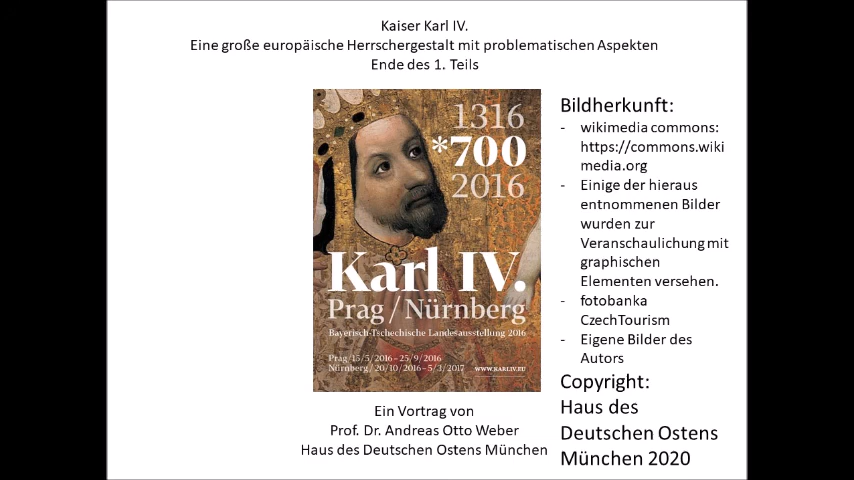 Kaiser Karl IV.
Eine große europäische Herrschergestalt mit problematischen Aspekten
Ende des 1. Teils
1316
*700
2016
Karl IV.
Prag / Nürnberg
Bayerisch-Tschechische Landesausstellung 2016
Prag/15/5/2016–25/9/2016
Nürnberg/20/10/2016–5/3/2017 WWW.KARLIV.EU
Ein Vortrag von
Prof. Dr. Andreas Otto Weber
Haus des Deutschen Ostens München
Bildherkunft:
- wikimedia commons:
https://commons.wiki
media.org
- Einige der hieraus
entnommenen Bilder
wurden zur
Veranschaulichung mit
graphischen
Elementen versehen.
- fotobanka
CzechTourism
- Eigene Bilder des
Autors
Copyright:
Haus des
Deutschen Ostens
München 2020